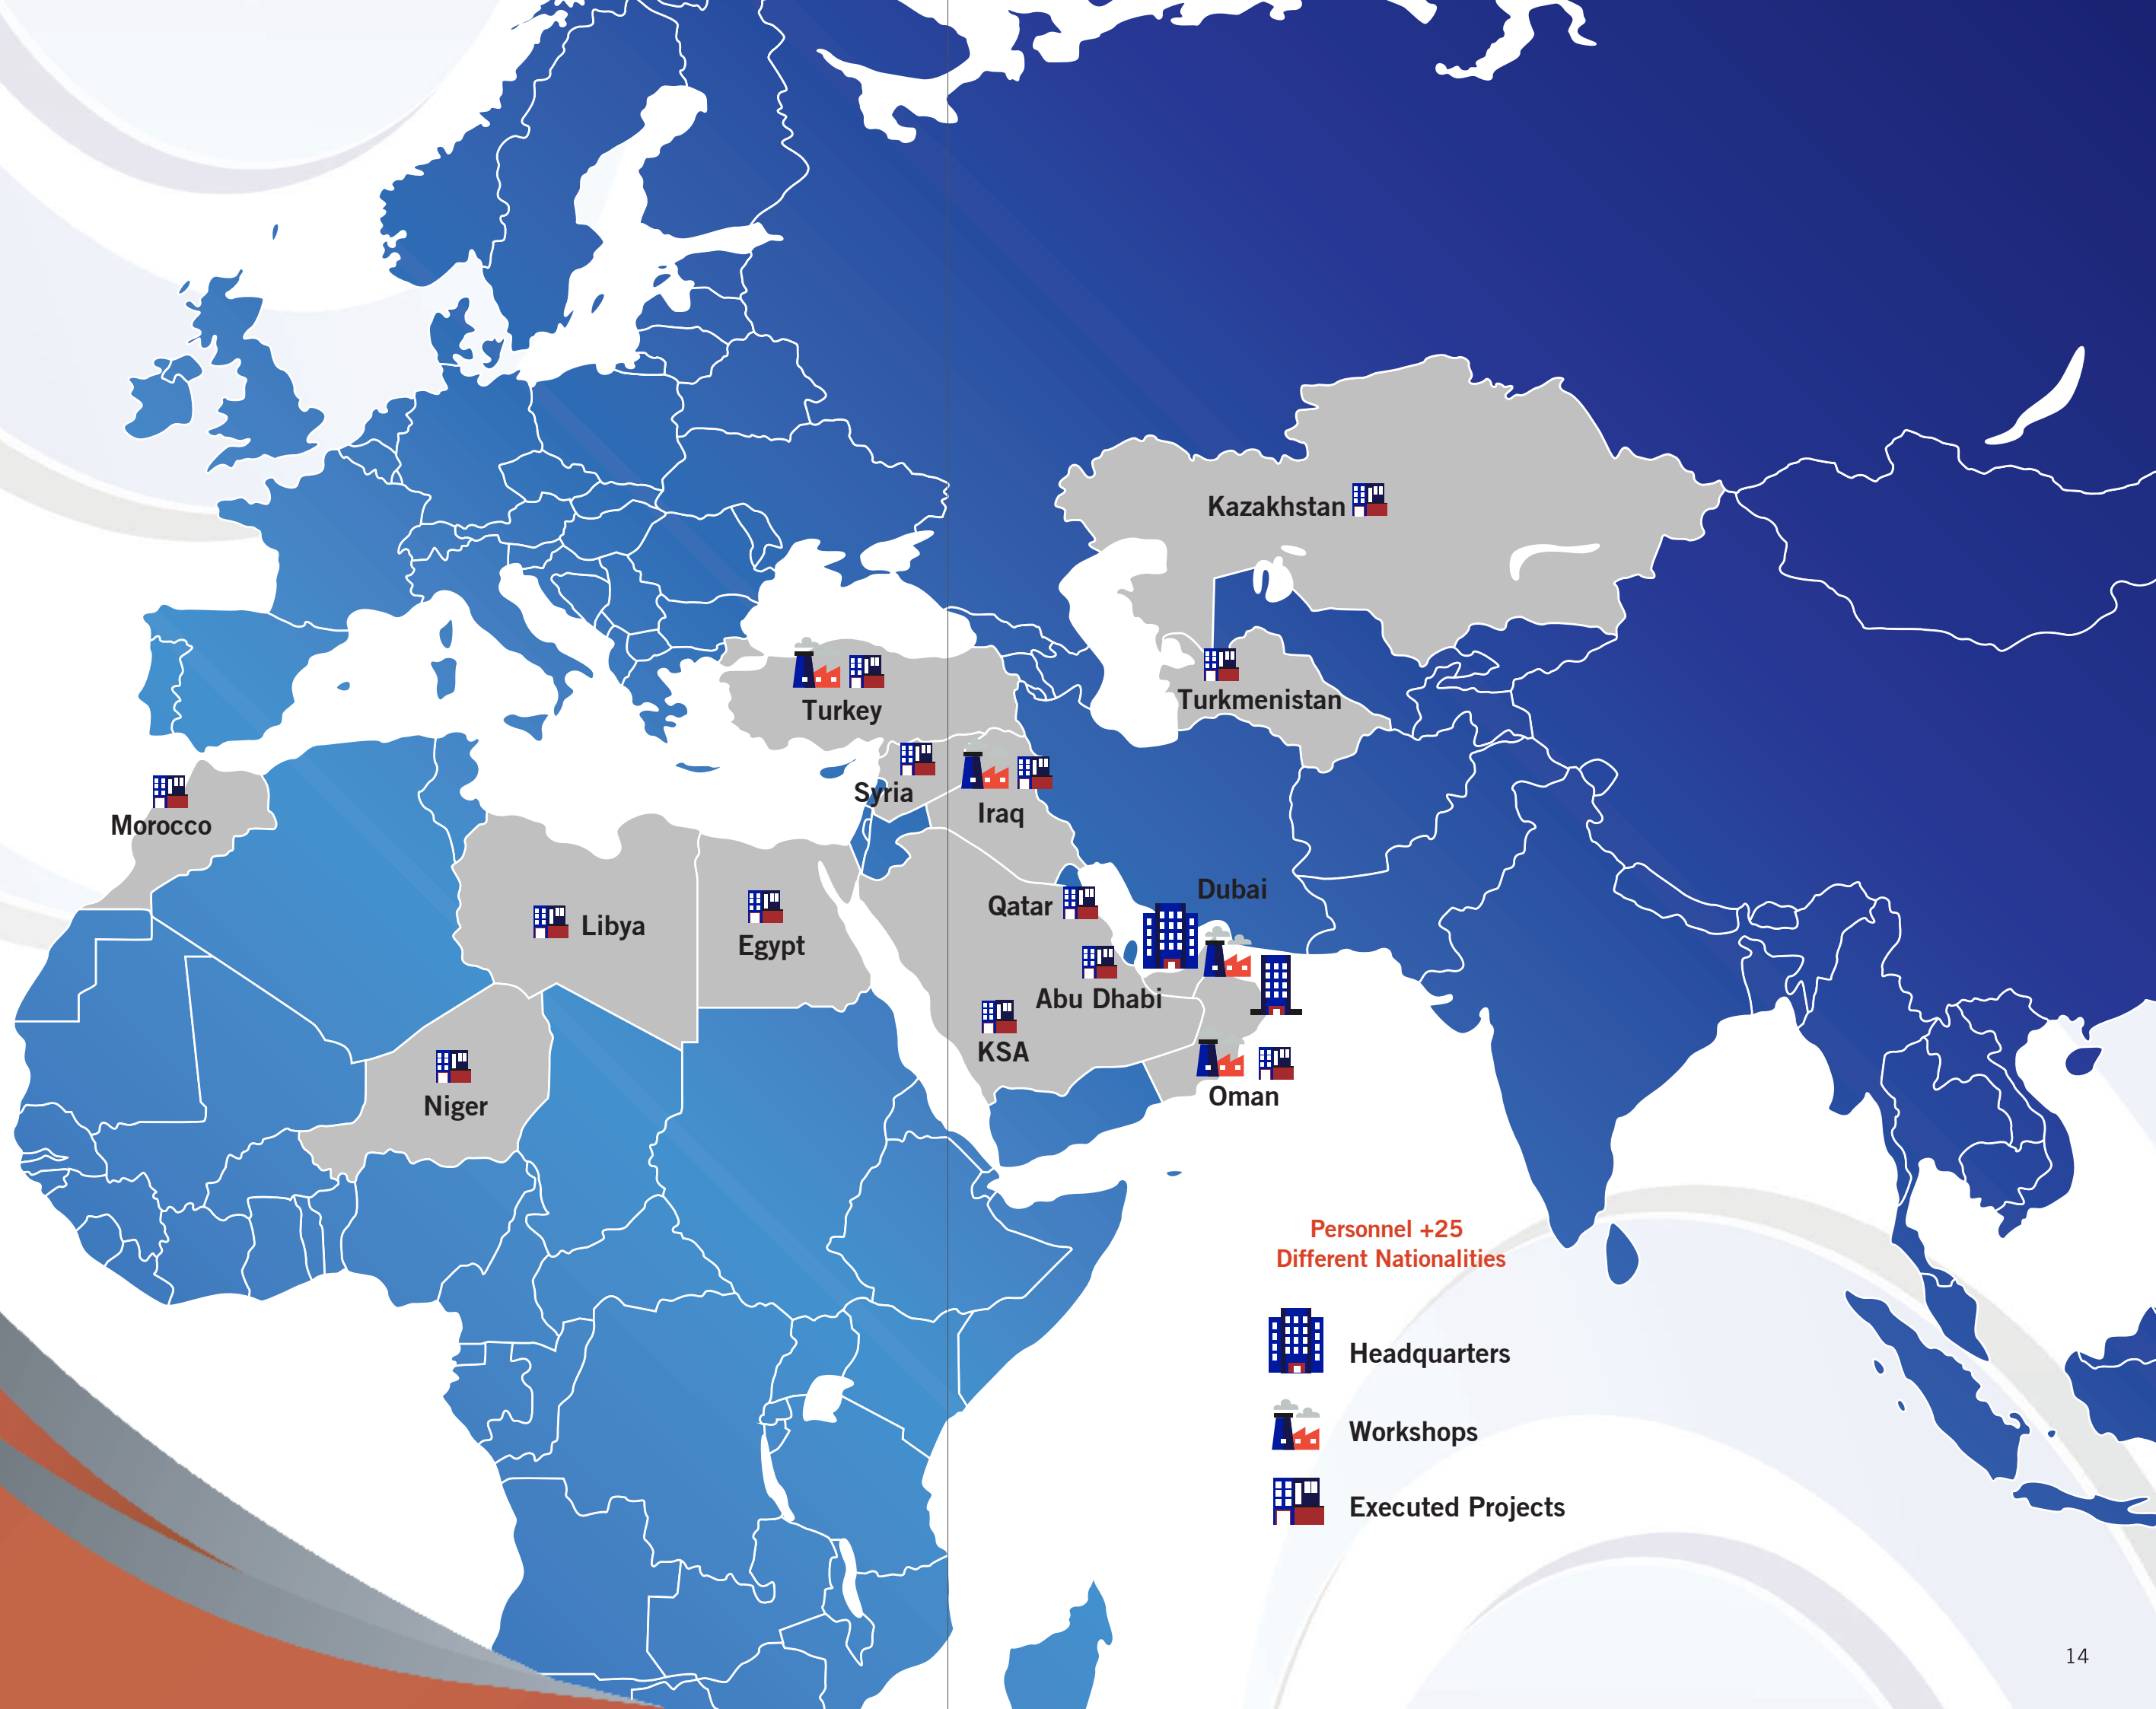 Kazakhstan
Turkmenistan
Turkey
Syria
Iraq
Morocco
Libya
Egypt
Qatar
Dubai
Abu Dhabi
KSA
Oman
Niger
Personnel +25
Different Nationalities
Headquarters
Workshops
Executed Projects
14